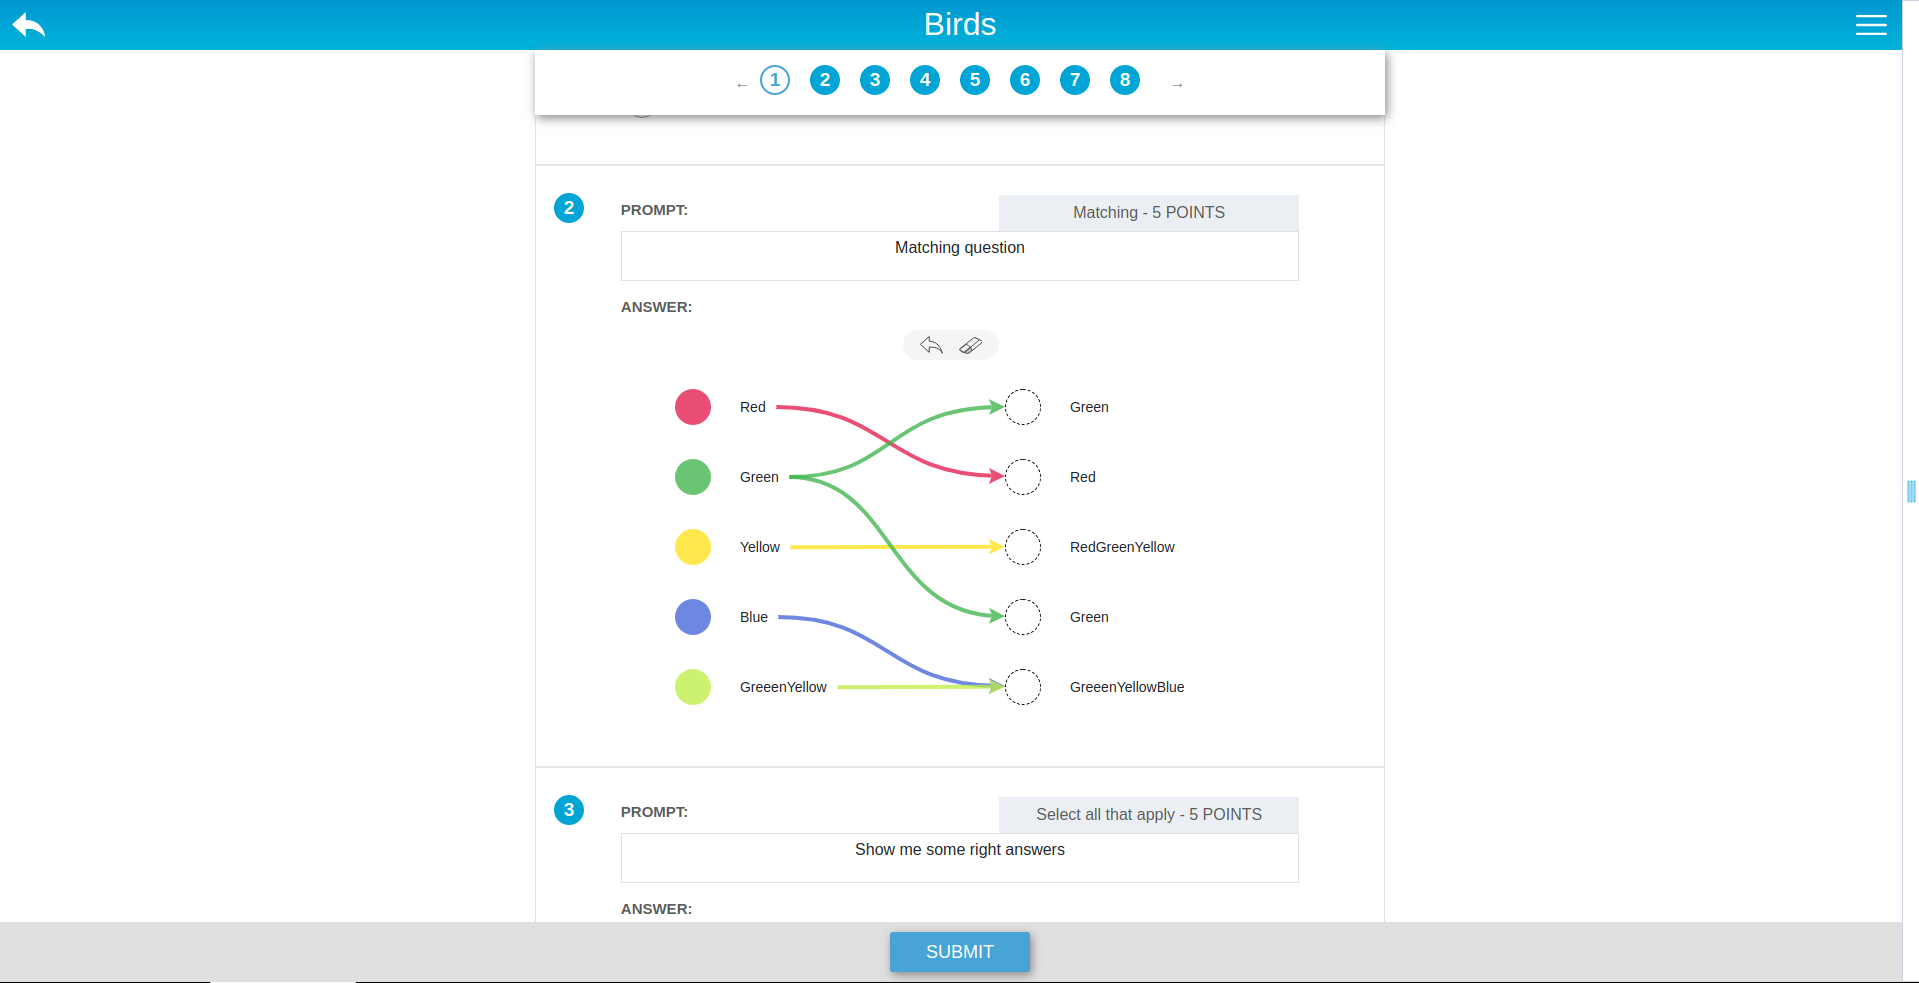 Birds
← 1 2 3 4 5 6 7 8 →
2 PROMPT: Matching - 5 POINTS
Matching question
ANSWER:
Red Green
Green Red
Yellow RedGreenYellow
Blue Green
GreeenYellow GreeenYellowBlue
3 PROMPT: Select all that apply - 5 POINTS
Show me some right answers
ANSWER:
SUBMIT